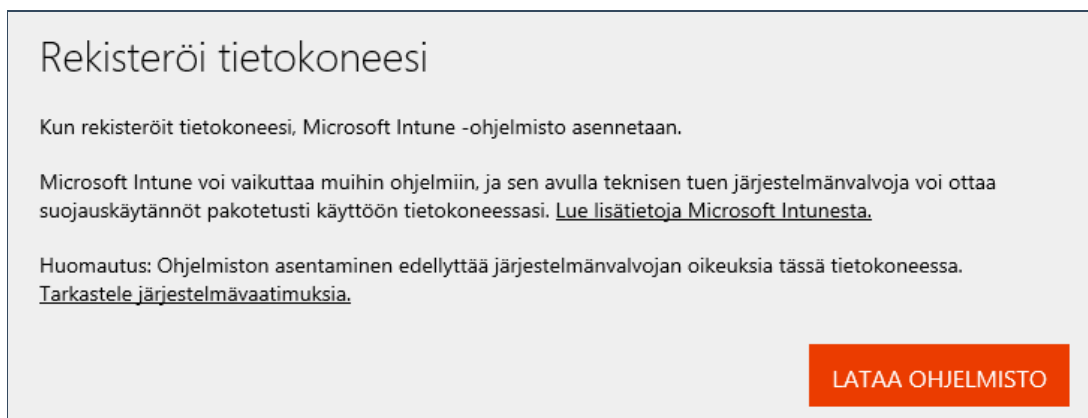 Rekisteröi tietokoneesi
Kun rekisteröit tietokoneesi, Microsoft Intune -ohjelmisto asennetaan.
Microsoft Intune voi vaikuttaa muihin ohjelmiin, ja sen avulla teknisen tuen järjestelmänvalvoja voi ottaa
suojauskäytännöt pakotetusti käyttöön tietokoneessasi. Lue lisätietoja Microsoft Intunesta.
Huomautus: Ohjelmiston asentaminen edellyttää järjestelmänvalvojan oikeuksia tässä tietokoneessa.
Tarkastele järjestelmävaatimuksia.
LATAA OHJELMISTO